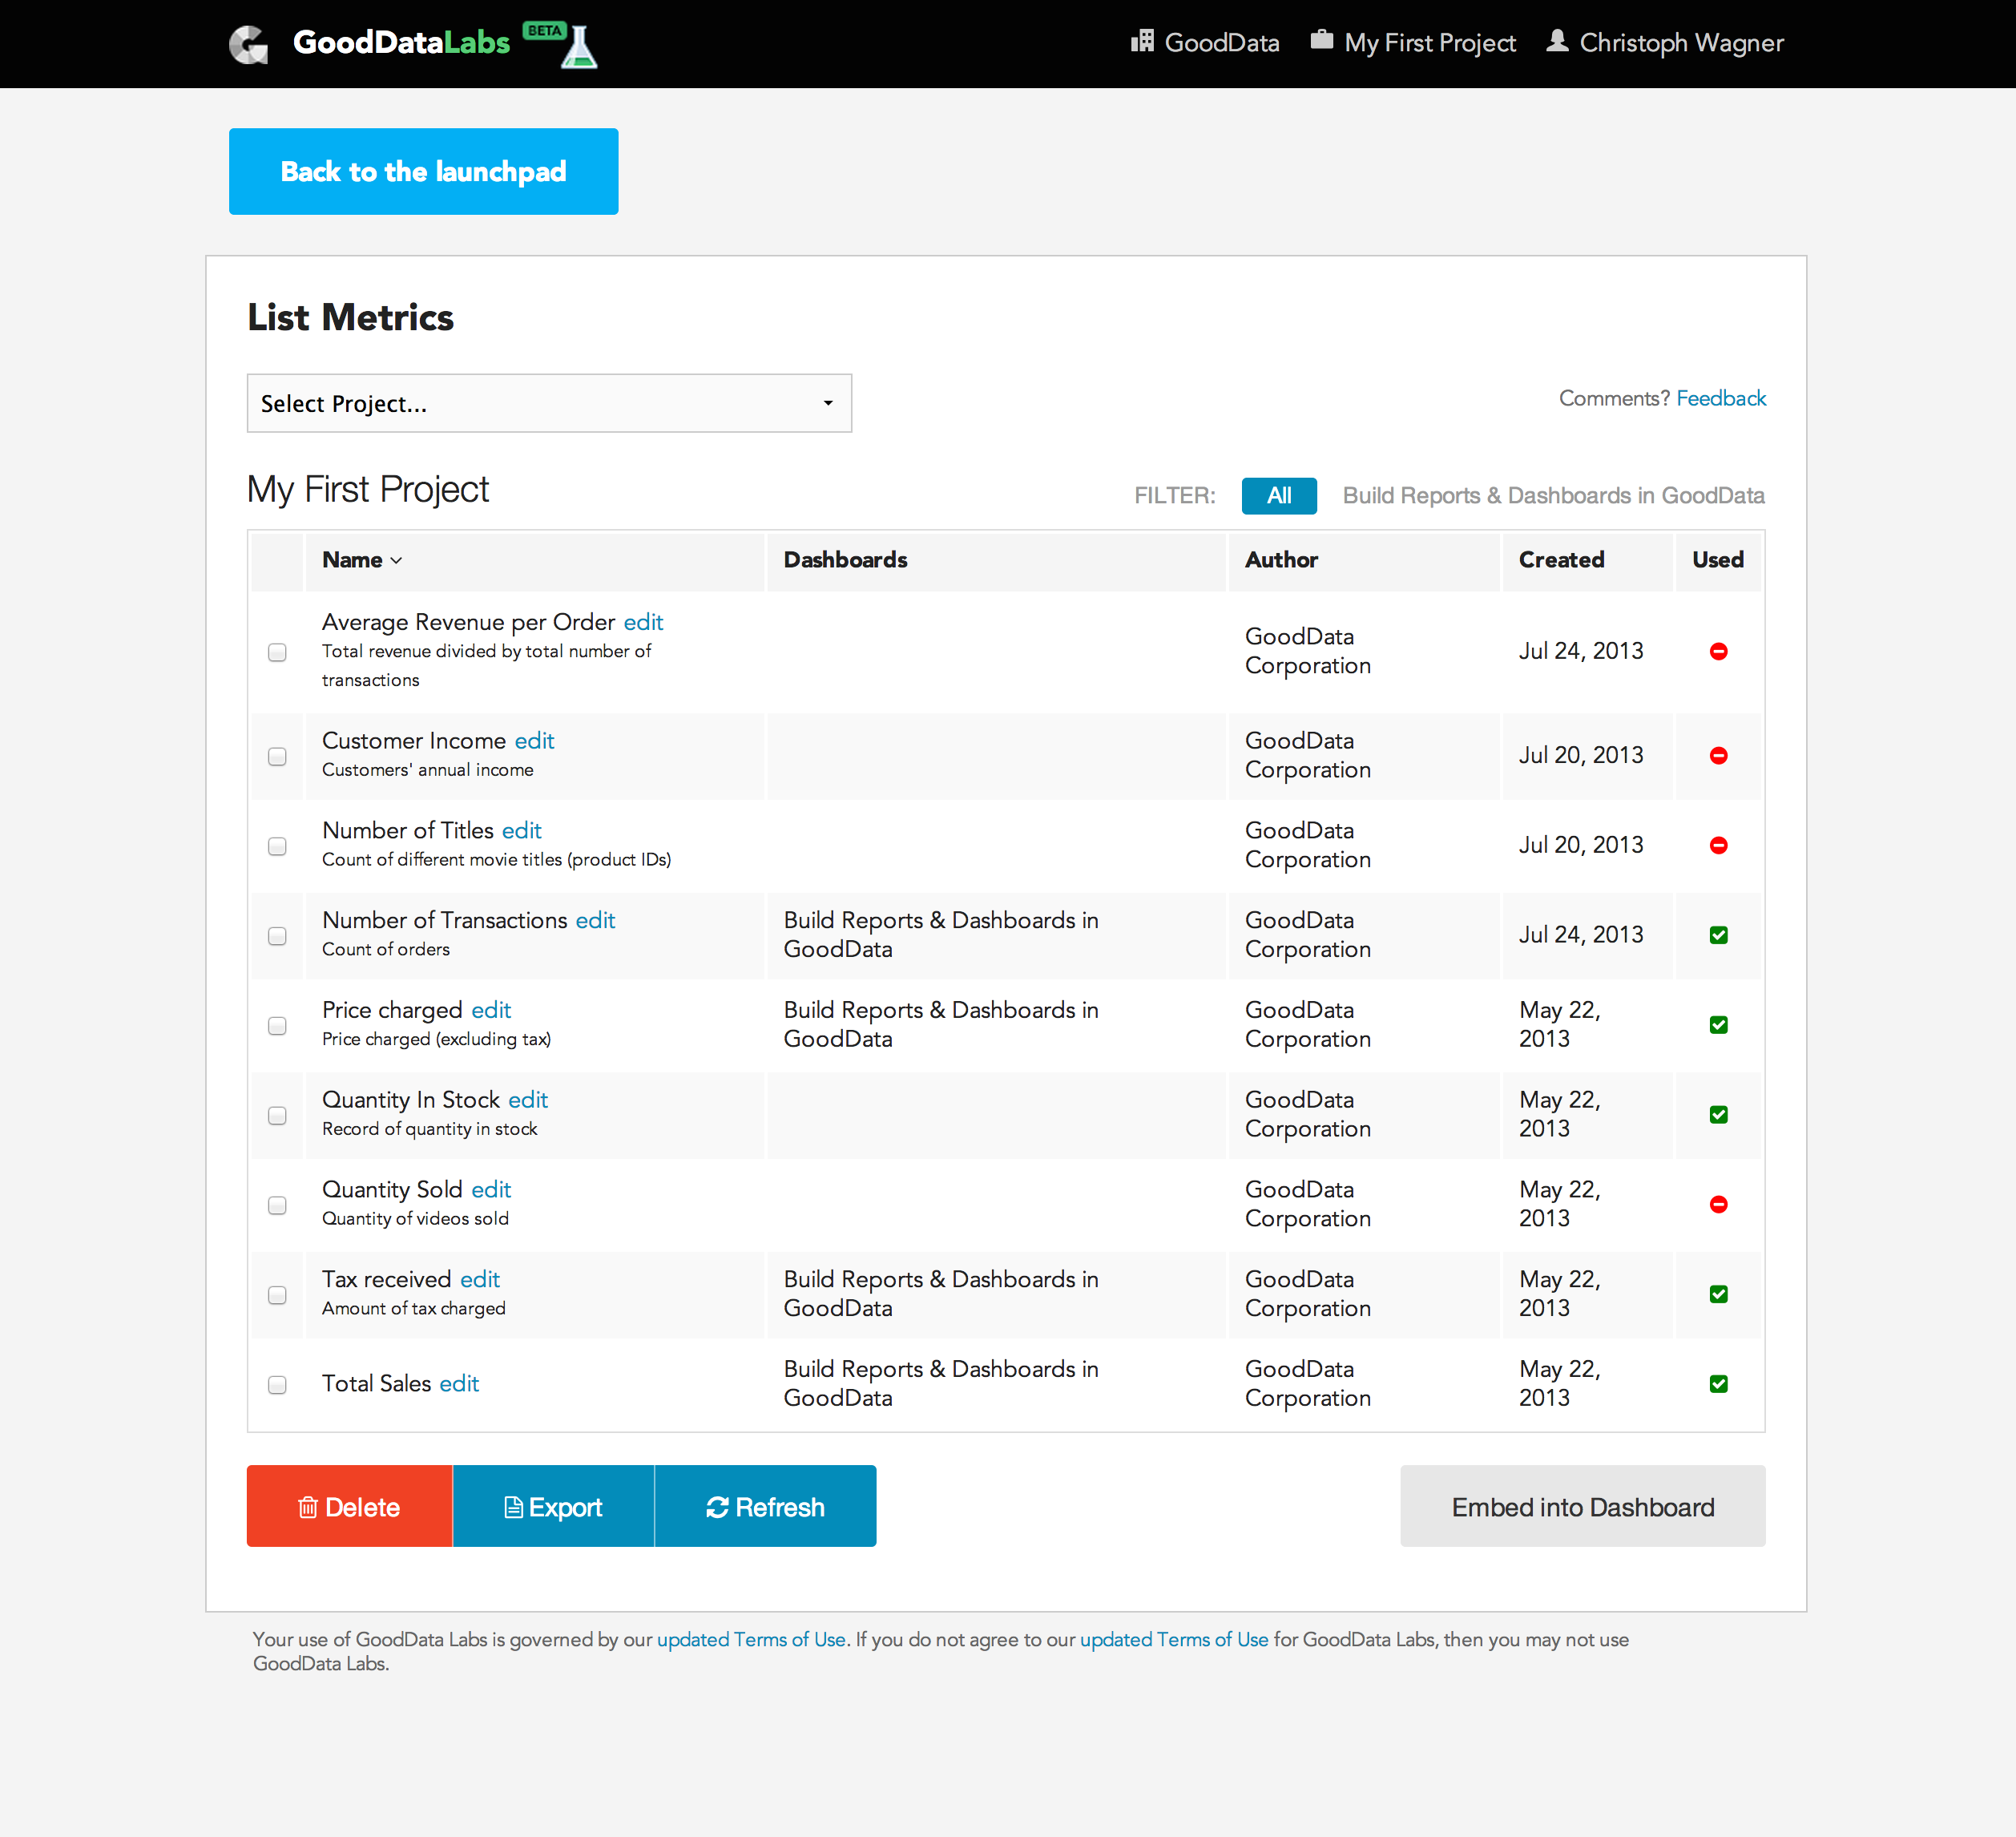 GoodDataLabs BETA
GoodData My First Project Christoph Wagner
Back to the launchpad
List Metrics
Select Project...
Comments? Feedback
My First Project
FILTER: All Build Reports & Dashboards in GoodData
Name Dashboards Author Created Used
Average Revenue per Order edit
Total revenue divided by total number of
transactions
GoodData
Corporation
Jul 24, 2013
Customer Income edit
Customers' annual income
GoodData
Corporation
Jul 20, 2013
Number of Titles edit
Count of different movie titles (product IDs)
GoodData
Corporation
Jul 20, 2013
Number of Transactions edit
Count of orders
Build Reports & Dashboards in
GoodData
GoodData
Corporation
Jul 24, 2013
Price charged edit
Price charged (excluding tax)
Build Reports & Dashboards in
GoodData
GoodData
Corporation
May 22,
2013
Quantity In Stock edit
Record of quantity in stock
GoodData
Corporation
May 22,
2013
Quantity Sold edit
Quantity of videos sold
GoodData
Corporation
May 22,
2013
Tax received edit
Amount of tax charged
Build Reports & Dashboards in
GoodData
GoodData
Corporation
May 22,
2013
Total Sales edit
Build Reports & Dashboards in
GoodData
GoodData
Corporation
May 22,
2013
Delete Export Refresh
Embed into Dashboard
Your use of GoodData Labs is governed by our updated Terms of Use. If you do not agree to our updated Terms of Use for GoodData Labs, then you may not use
GoodData Labs.